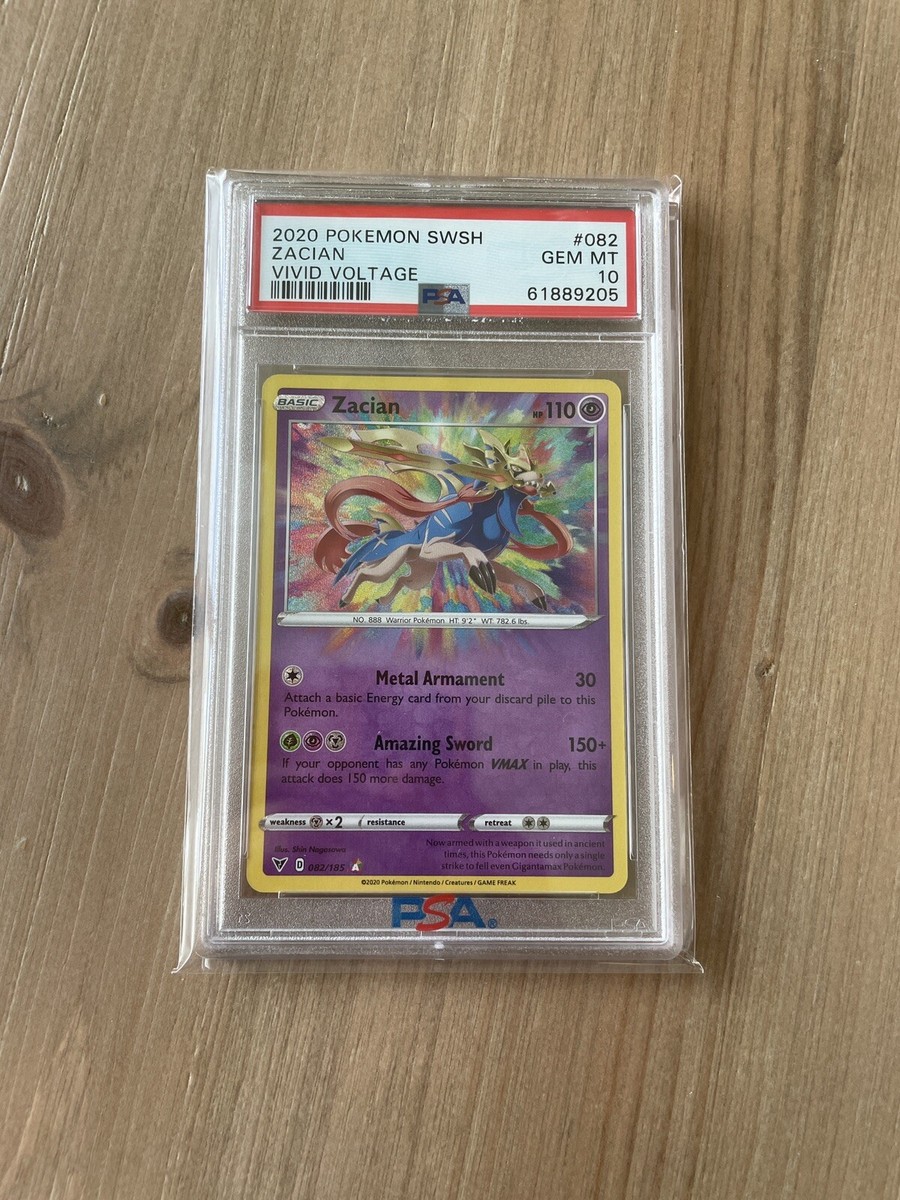 2020 POKEMON SWSH #082
ZACIAN GEM MT
VIVID VOLTAGE 10
PSA 61889205
BASIC Zacian HP 110
NO. 888 Warrior Pokémon HT: 9'2" WT: 782.6 lbs.
Metal Armament 30
Attach a basic Energy card from your discard pile to this
Pokémon.
Amazing Sword 150+
If your opponent has any Pokémon VMAX in play, this
attack does 150 more damage.
weakness ×2 resistance retreat
Illus. Shin Nagasawa
Now armed with a weapon it used in ancient
times, this Pokémon needs only a single
strike to fell even Gigantamax Pokémon.
D 082/185 A
©2020 Pokémon / Nintendo / Creatures / GAME FREAK
PSA®
PSA